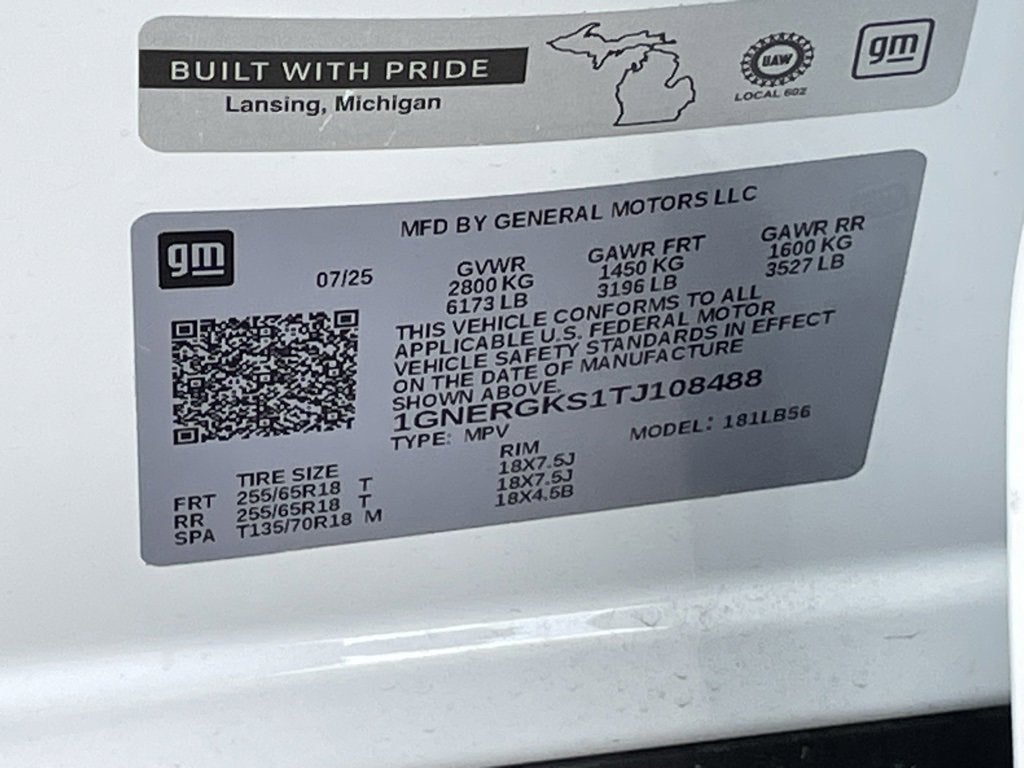 BUILT WITH PRIDE
Lansing, Michigan
UAW
LOCAL 602
gm
gm
MFD BY GENERAL MOTORS LLC
07/25
GVWR GAWR FRT GAWR RR
2800 KG 1450 KG 1600 KG
6173 LB 3196 LB 3527 LB
THIS VEHICLE CONFORMS TO ALL
APPLICABLE U.S. FEDERAL MOTOR
VEHICLE SAFETY STANDARDS IN EFFECT
ON THE DATE OF MANUFACTURE
SHOWN ABOVE.
1GNERGKS1TJ108488
TYPE: MPV MODEL: 181LB56
TIRE SIZE RIM
FRT 255/65R18 T 18X7.5J
RR 255/65R18 T 18X7.5J
SPA T135/70R18 M 18X4.5B